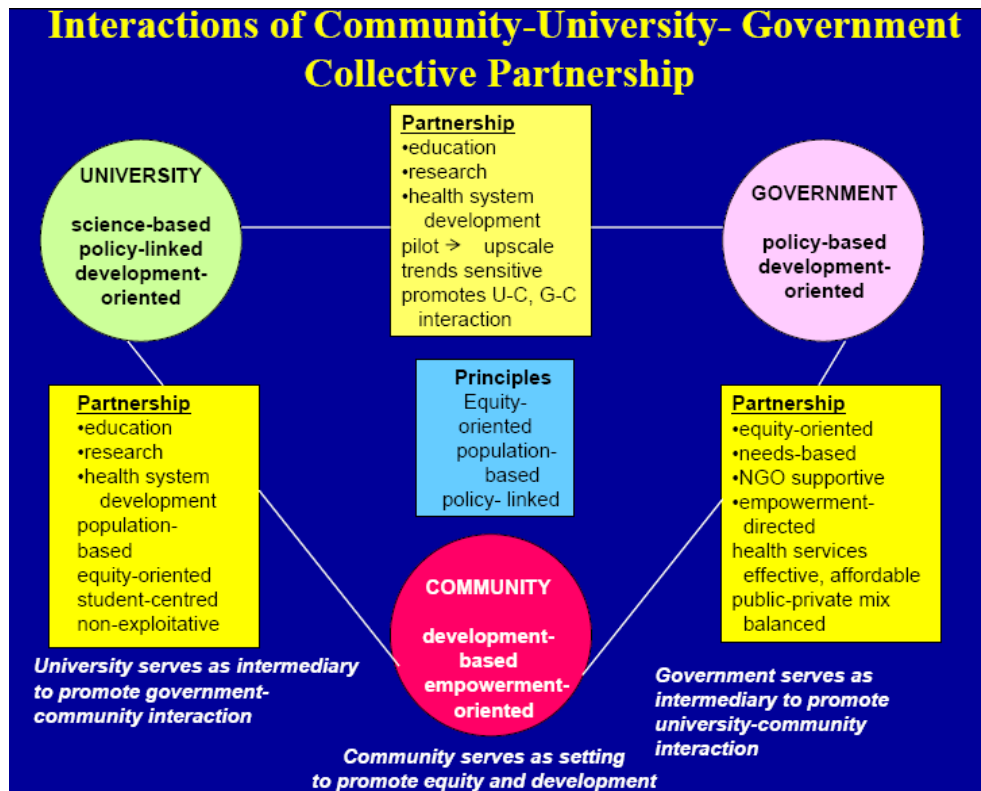 Interactions of Community-University- Government
Collective Partnership
UNIVERSITY
science-based
policy-linked
development-
oriented
Partnership
•education
•research
•health system
development
pilot → upscale
trends sensitive
promotes U-C, G-C
interaction
GOVERNMENT
policy-based
development-
oriented
Partnership
•education
•research
•health system
development
population-
based
equity-oriented
student-centred
non-exploitative
Principles
Equity-
oriented
population-
based
policy- linked
Partnership
•equity-oriented
•needs-based
•NGO supportive
•empowerment-
directed
health services
effective, affordable
public-private mix
balanced
COMMUNITY
development-
based
empowerment-
oriented
University serves as intermediary
to promote government-
community interaction
Community serves as setting
to promote equity and development
Government serves as
intermediary to promote
university-community
interaction